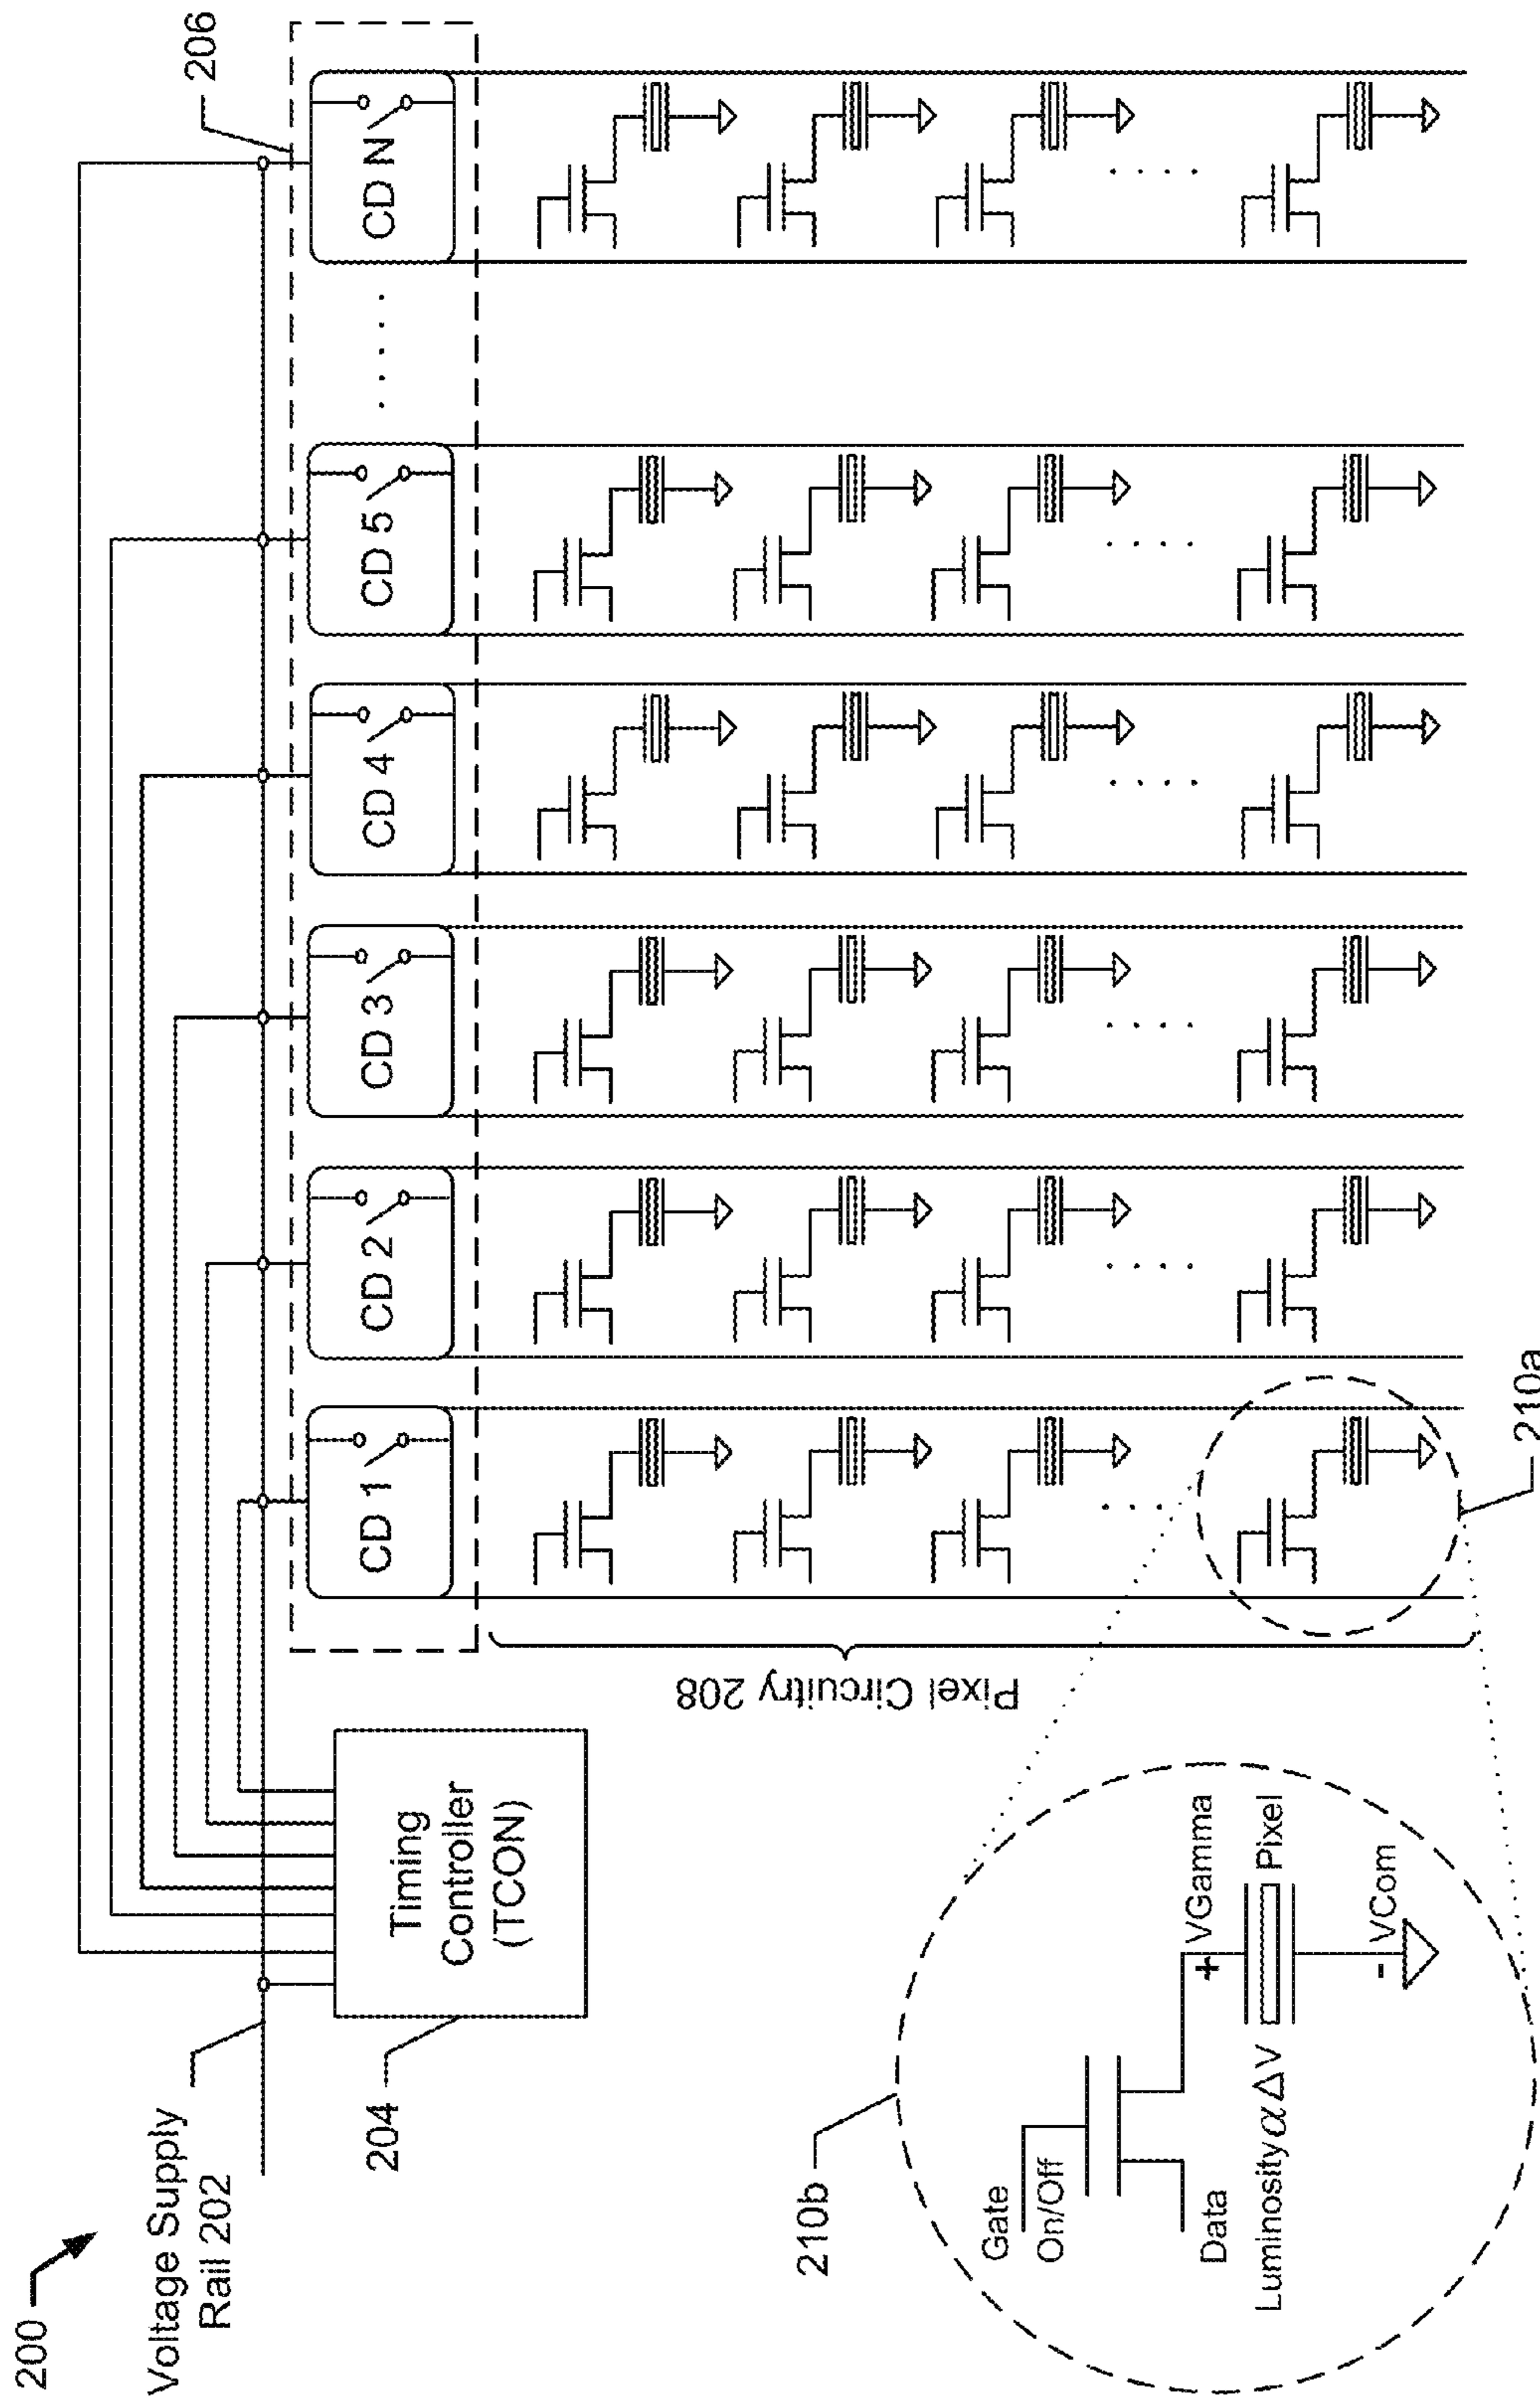 200
Voltage Supply
Rail 202
204
Timing
Controller
(TCON)
206
CD 1
CD 2
CD 3
CD 4
CD 5
. . . . .
CD N
Pixel Circuitry 208
210a
210b
Gate
On/Off
Data
VGamma
+
Luminosity α ΔV
Pixel
-
VCom